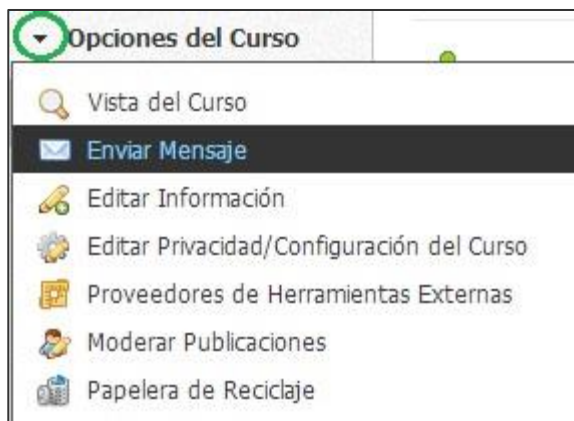 Opciones del Curso
Vista del Curso
Enviar Mensaje
Editar Información
Editar Privacidad/Configuración del Curso
Proveedores de Herramientas Externas
Moderar Publicaciones
Papelera de Reciclaje